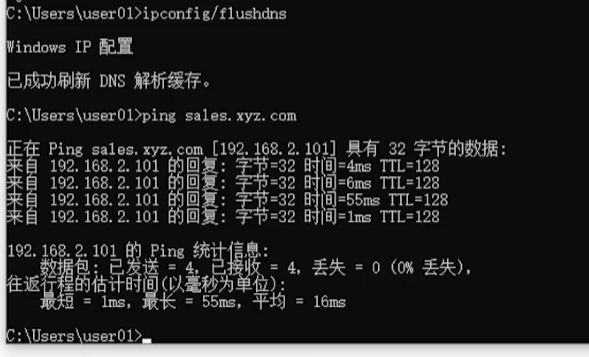 C:\Users\user01>ipconfig/flushdns
Windows IP 配置
已成功刷新 DNS 解析缓存。
C:\Users\user01>ping sales.xyz.com
正在 Ping sales.xyz.com [192.168.2.101] 具有 32 字节的数据:
来自 192.168.2.101 的回复: 字节=32 时间=4ms TTL=128
来自 192.168.2.101 的回复: 字节=32 时间=6ms TTL=128
来自 192.168.2.101 的回复: 字节=32 时间=55ms TTL=128
来自 192.168.2.101 的回复: 字节=32 时间=1ms TTL=128
192.168.2.101 的 Ping 统计信息:
数据包: 已发送 = 4，已接收 = 4，丢失 = 0 (0% 丢失)，
往返行程的估计时间(以毫秒为单位):
最短 = 1ms，最长 = 55ms，平均 = 16ms
C:\Users\user01>